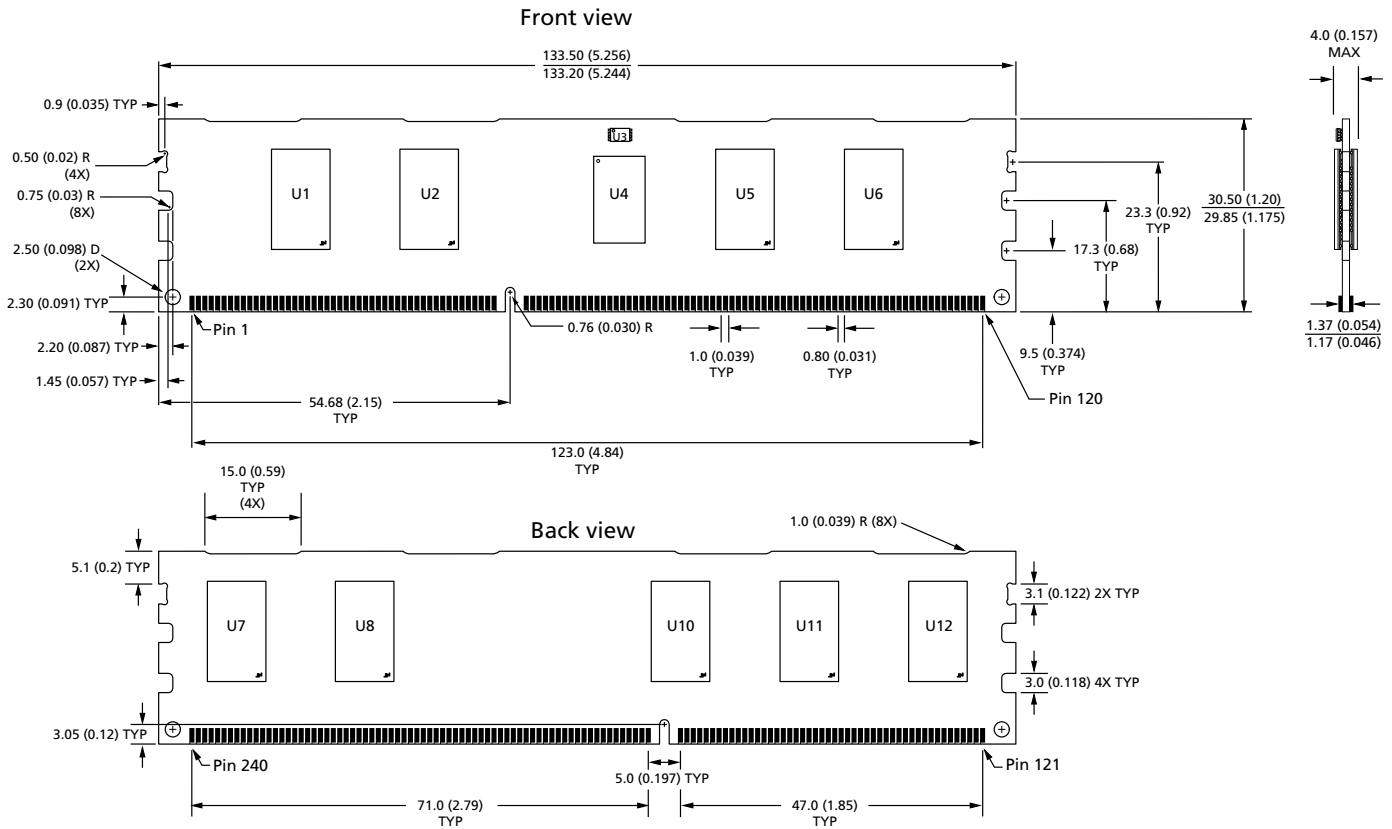 Front view
133.50 (5.256)
133.20 (5.244)
4.0 (0.157)
MAX
0.9 (0.035) TYP
0.50 (0.02) R
(4X)
0.75 (0.03) R
(8X)
2.50 (0.098) D
(2X)
2.30 (0.091) TYP
U1
U2
U3
U4
U5
U6
23.3 (0.92)
TYP
17.3 (0.68)
TYP
30.50 (1.20)
29.85 (1.175)
Pin 1
0.76 (0.030) R
2.20 (0.087) TYP
1.45 (0.057) TYP
1.0 (0.039)
TYP
0.80 (0.031)
TYP
9.5 (0.374)
TYP
1.37 (0.054)
1.17 (0.046)
54.68 (2.15)
TYP
Pin 120
123.0 (4.84)
TYP
15.0 (0.59)
TYP
(4X)
Back view
1.0 (0.039) R (8X)
5.1 (0.2) TYP
U7
U8
U10
U11
U12
3.1 (0.122) 2X TYP
3.0 (0.118) 4X TYP
3.05 (0.12) TYP
Pin 240
5.0 (0.197) TYP
Pin 121
71.0 (2.79)
TYP
47.0 (1.85)
TYP